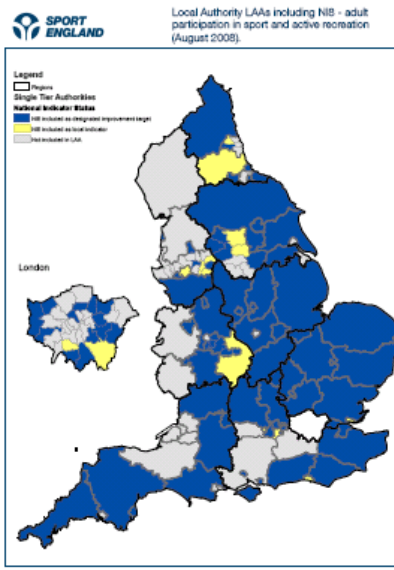 SPORT
ENGLAND
Local Authority LAAs including NI8 - adult
participation in sport and active recreation
(August 2008).
Legend
Regions
Single Tier Authorities
National Indicator Status
NI8 included as designated improvement target
NI8 included as local indicator
Not included in LAA
London